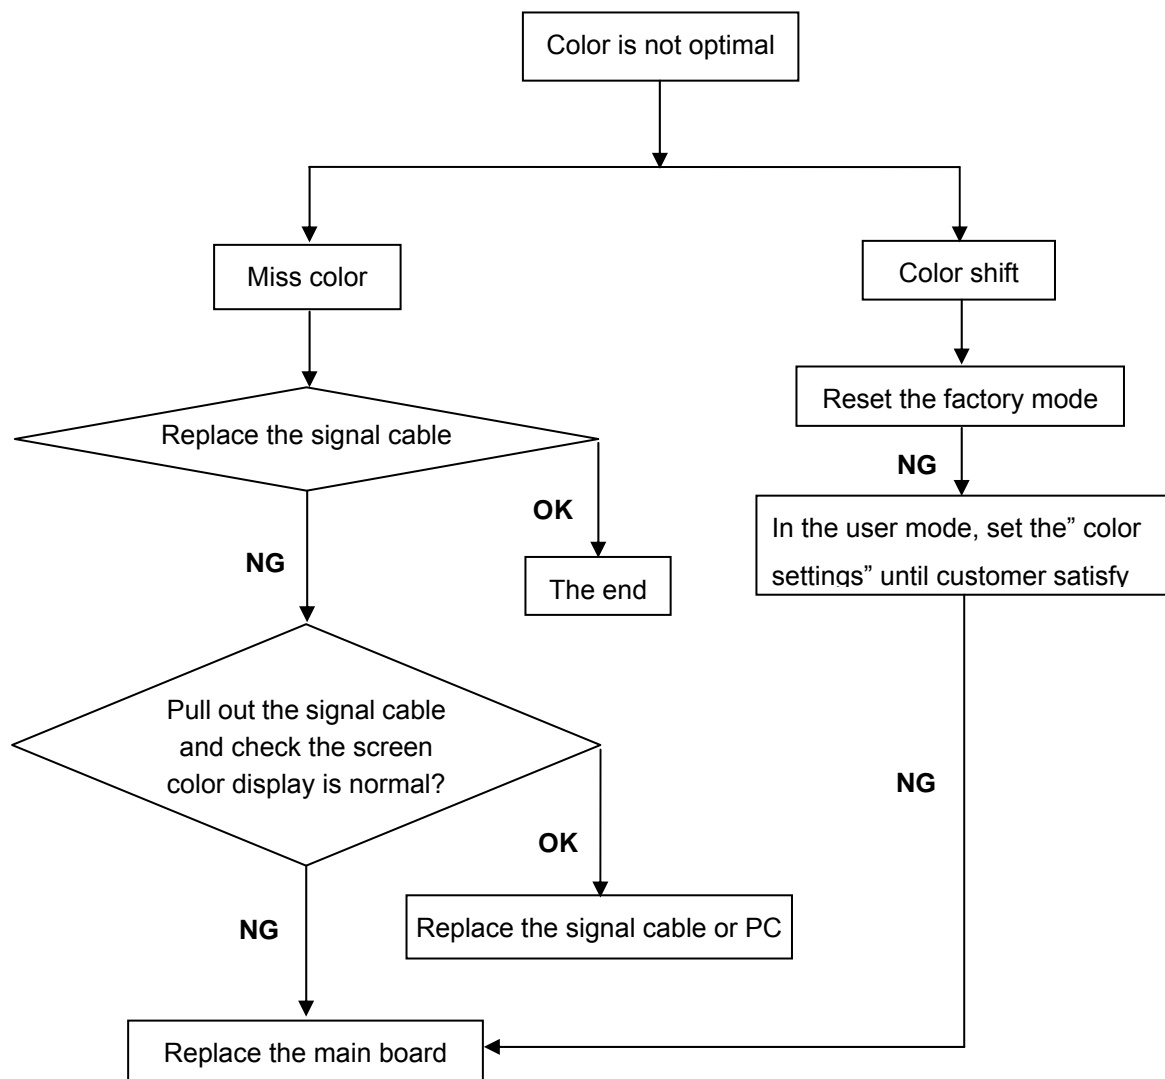 Color is not optimal
Miss color
Color shift
Replace the signal cable
Reset the factory mode
NG
OK
In the user mode, set the” color
settings” until customer satisfy
NG
The end
Pull out the signal cable
and check the screen
color display is normal?
NG
OK
NG
Replace the signal cable or PC
Replace the main board